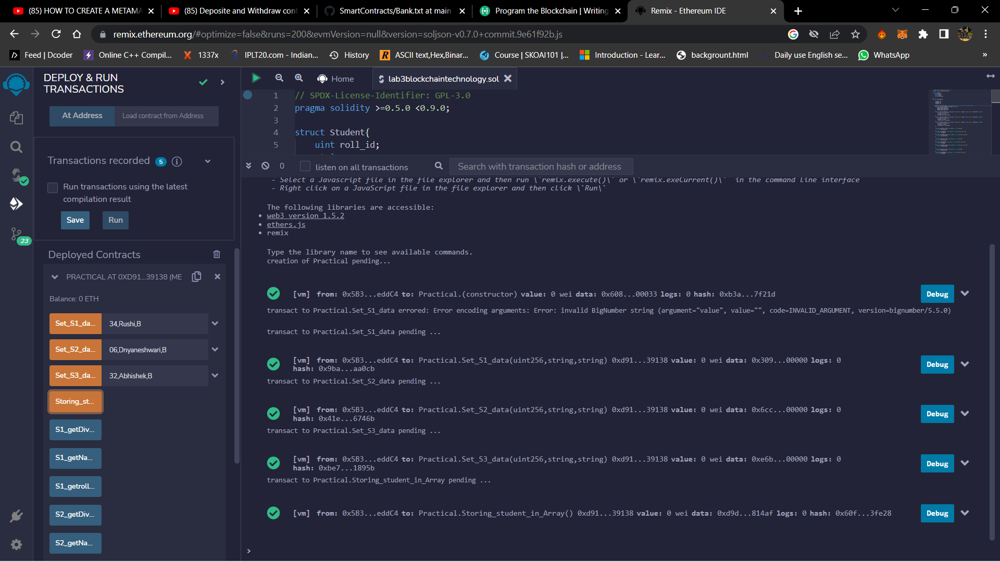 (85) HOW TO CREATE A METAMA
(85) Deposite and Withdraw cont
SmartContracts/Bank.txt at main
Program the Blockchain | Writing
Remix - Ethereum IDE
remix.ethereum.org/#optimize=false&runs=200&evmVersion=null&version=soljson-v0.7.0+commit.9e61f92b.js
Feed | Dcoder
Online C++ Compil...
1337x
IPLT20.com - Indian...
History
ASCII text,Hex,Binar...
Course | SKOAI101 |...
Introduction - Lear...
backgrount.html
Daily use English se...
WhatsApp
»
DEPLOY & RUN
TRANSACTIONS
Home
lab3blockchaintechnology.sol
At Address
Load contract from Address
1 // SPDX-License-Identifier: GPL-3.0
2 pragma solidity >=0.5.0 <0.9.0;
3
4 struct Student{
5 uint roll_id;
Transactions recorded 5 i
Run transactions using the latest
compilation result
Save
Run
23
0
listen on all transactions
Search with transaction hash or address
- Select a Javascript file in the file explorer and then run \`remix.execute()\` or \`remix.exeCurrent()\` in the command line interface
- Right click on a JavaScript file in the file explorer and then click \`Run\`
The following libraries are accessible:
• web3 version 1.5.2
• ethers.js
• remix
Type the library name to see available commands.
creation of Practical pending...
Deployed Contracts
PRACTICAL AT 0XD91...39138 (ME
Balance: 0 ETH
Set_S1_da... 34,Rushi,B
Set_S2_da... 06,Dnyaneshwari,B
Set_S3_da... 32,Abhishek,B
Storing_st...
S1_getDiv...
S1_getNa...
S1_getroll...
S2_getDiv...
S2_getNa...
[vm] from: 0x5B3...eddC4 to: Practical.(constructor) value: 0 wei data: 0x608...00033 logs: 0 hash: 0xb3a...7f21d
Debug
transact to Practical.Set_S1_data errored: Error encoding arguments: Error: invalid BigNumber string (argument="value", value="", code=INVALID_ARGUMENT, version=bignumber/5.5.0)
transact to Practical.Set_S1_data pending ...
[vm] from: 0x5B3...eddC4 to: Practical.Set_S1_data(uint256,string,string) 0xd91...39138 value: 0 wei data: 0x309...00000 logs: 0
hash: 0x9ba...aa0cb
Debug
transact to Practical.Set_S2_data pending ...
[vm] from: 0x5B3...eddC4 to: Practical.Set_S2_data(uint256,string,string) 0xd91...39138 value: 0 wei data: 0x6cc...00000 logs: 0
hash: 0x41e...6746b
Debug
transact to Practical.Set_S3_data pending ...
[vm] from: 0x5B3...eddC4 to: Practical.Set_S3_data(uint256,string,string) 0xd91...39138 value: 0 wei data: 0xe6b...00000 logs: 0
hash: 0xbe7...1895b
Debug
transact to Practical.Storing_student_in_Array pending ...
[vm] from: 0x5B3...eddC4 to: Practical.Storing_student_in_Array() 0xd91...39138 value: 0 wei data: 0xd9d...814af logs: 0 hash: 0x60f...3fe28
Debug
>